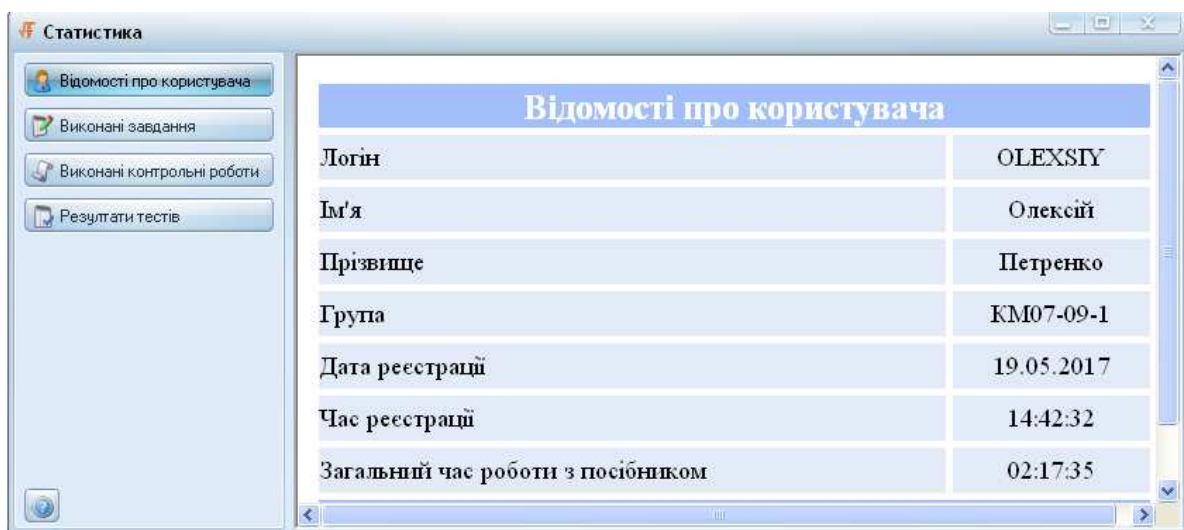 Статистика
Відомості про користувача
Виконані завдання
Виконані контрольні роботи
Резултати тестів
Відомості про користувача
Логін OLEXSIY
Ім'я Олексій
Прізвище Петренко
Група КМ07-09-1
Дата реєстрації 19.05.2017
Час реєстрації 14:42:32
Загальний час роботи з посібником 02:17:35